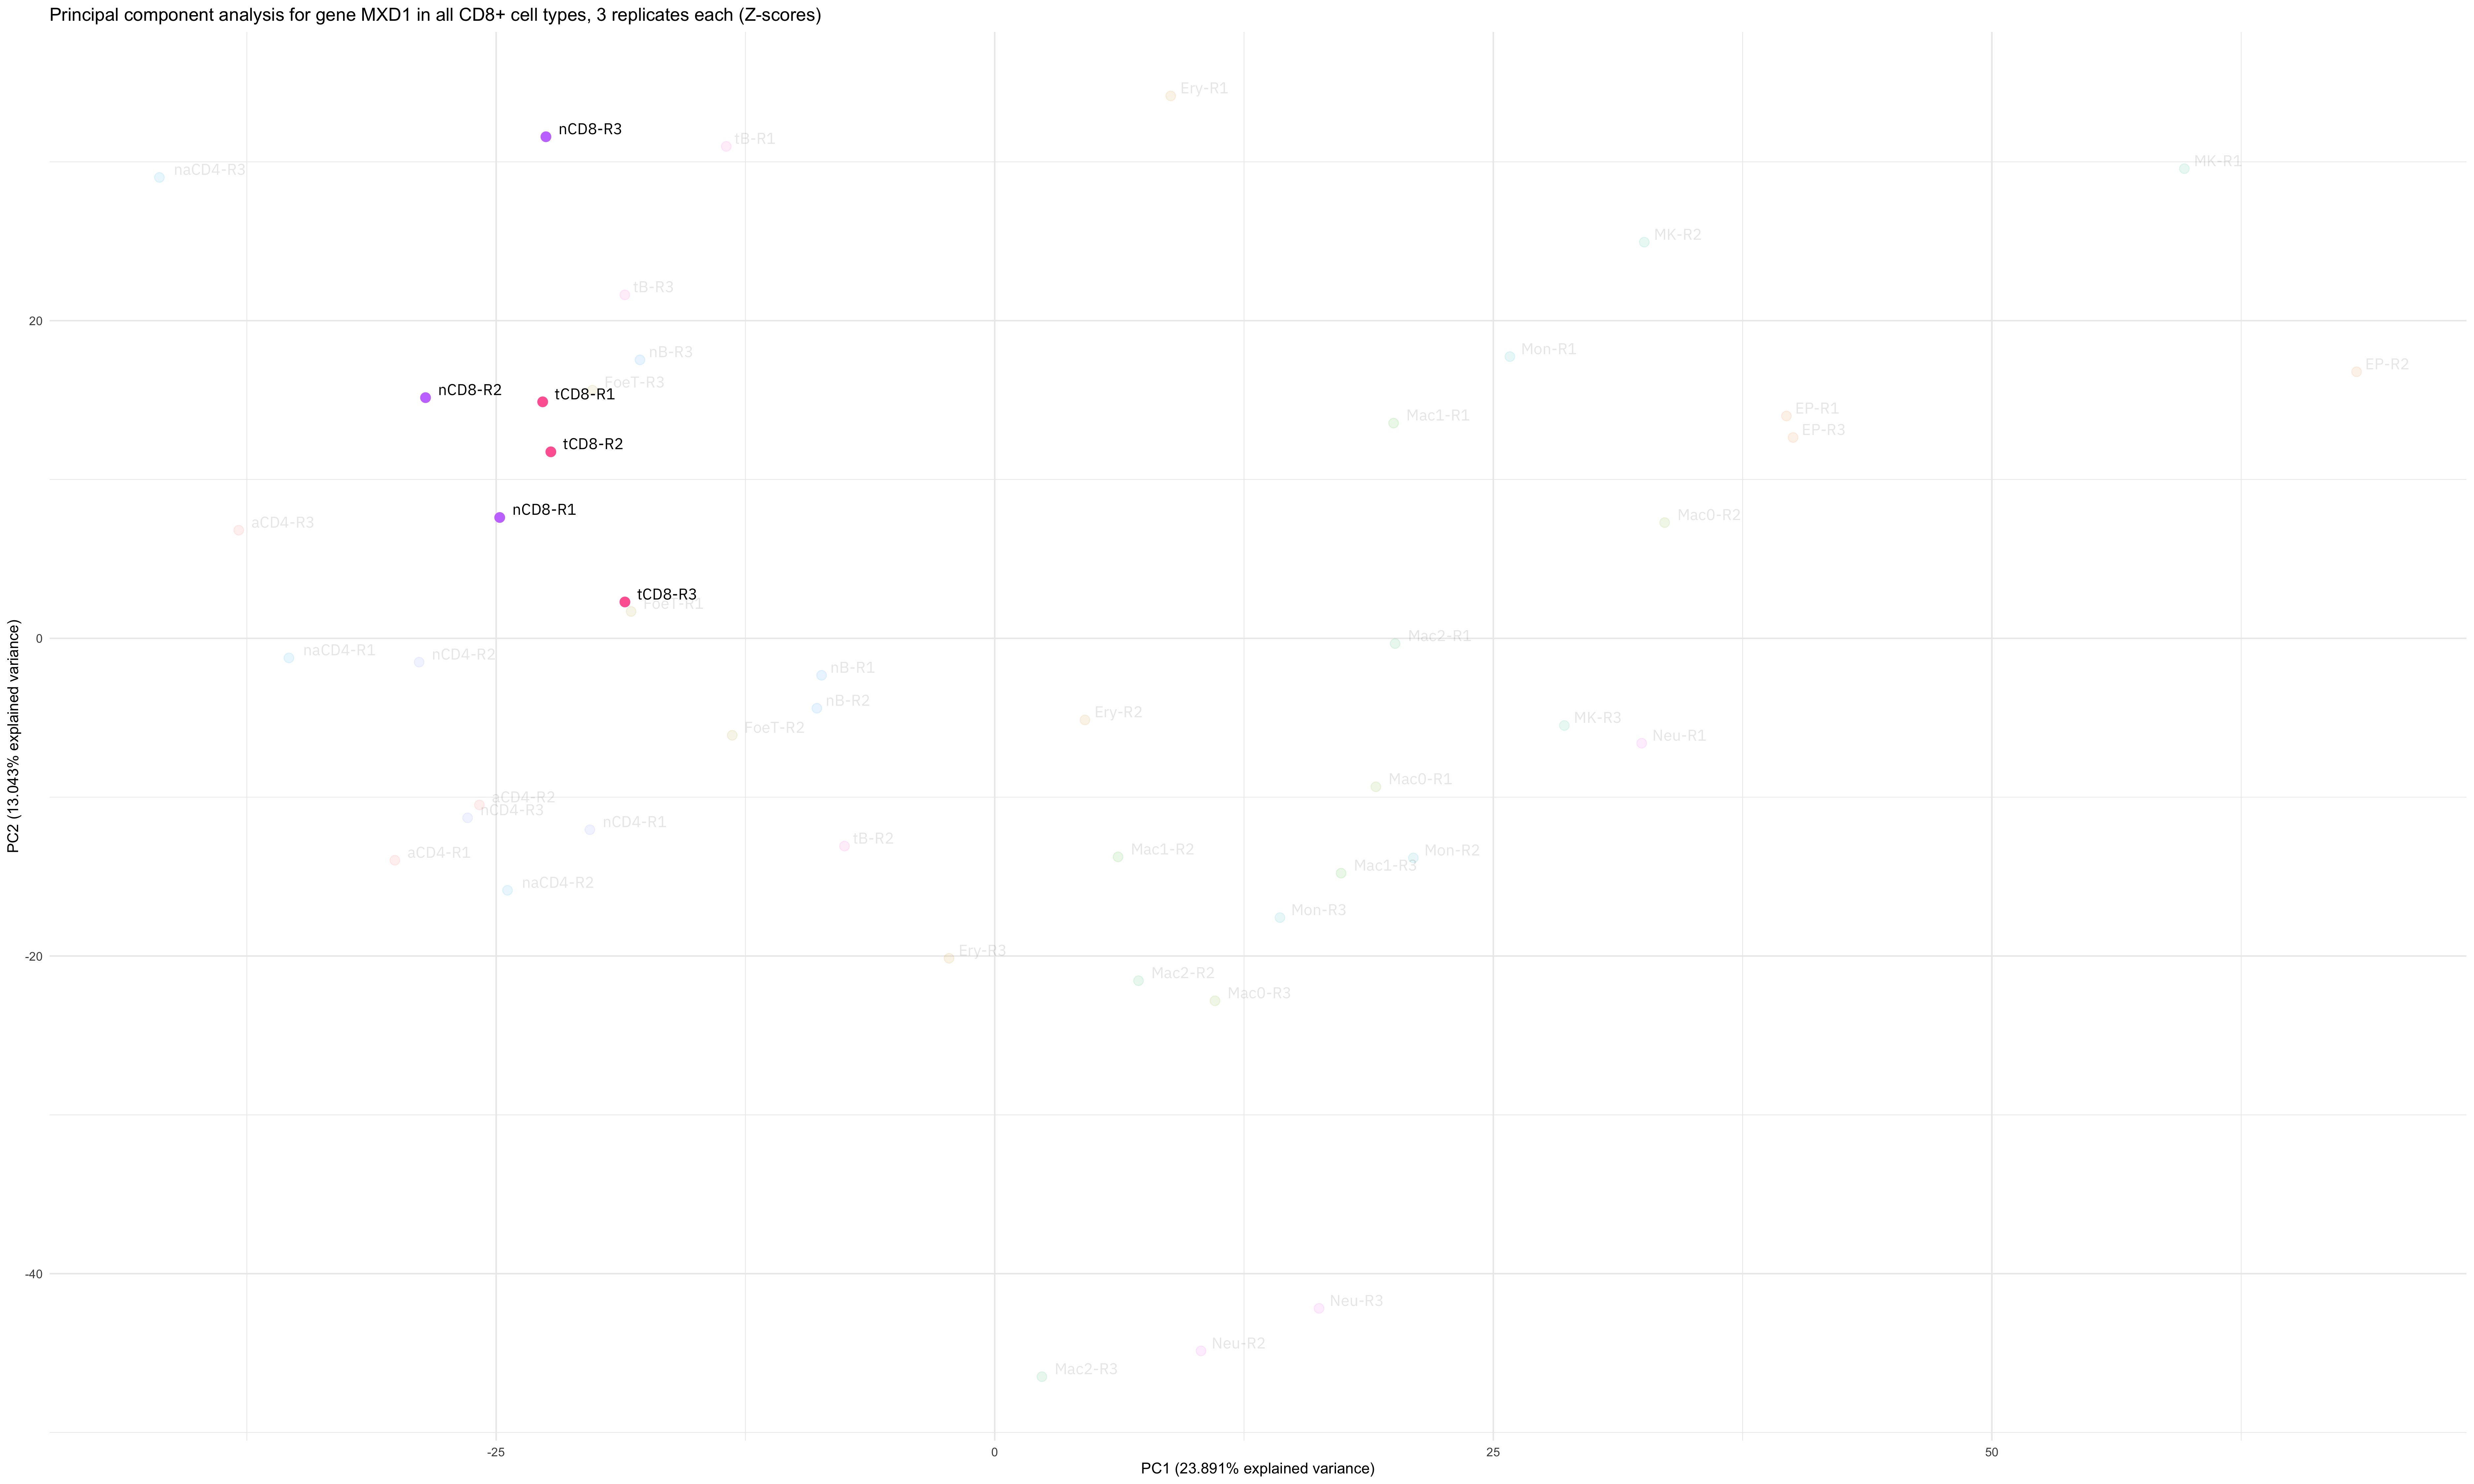 Principal component analysis for gene MXD1 in all CD8+ cell types, 3 replicates each (Z-scores)
Ery-R1
nCD8-R3
tB-R1
MK-R1
naCD4-R3
MK-R2
tB-R3
20
Mon-R1
nB-R3
EP-R2
FoeT-R3
nCD8-R2
tCD8-R1
EP-R1
Mac1-R1
EP-R3
tCD8-R2
Mac0-R2
nCD8-R1
aCD4-R3
tCD8-R3
FoeT-R1
0
Mac2-R1
naCD4-R1
nCD4-R2
nB-R1
nB-R2
Ery-R2
MK-R3
FoeT-R2
Neu-R1
Mac0-R1
aCD4-R2
nCD4-R3
nCD4-R1
tB-R2
Mac1-R2
Mon-R2
aCD4-R1
Mac1-R3
naCD4-R2
Mon-R3
Ery-R3
-20
Mac2-R2
Mac0-R3
-40
Neu-R3
Neu-R2
Mac2-R3
-25
0
25
50
PC1 (23.891% explained variance)
PC2 (13.043% explained variance)